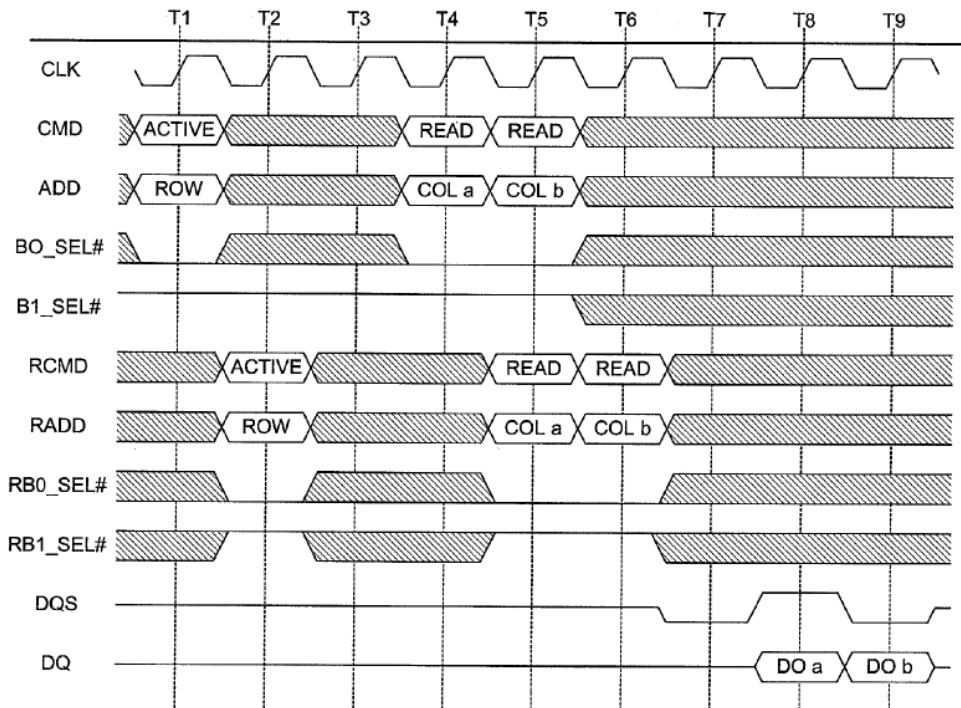 T1 T2 T3 T4 T5 T6 T7 T8 T9
CLK
CMD ACTIVE READ READ
ADD ROW COL a COL b
BO_SEL#
B1_SEL#
RCMD ACTIVE READ READ
RADD ROW COL a COL b
RB0_SEL#
RB1_SEL#
DQS
DQ DO a DO b